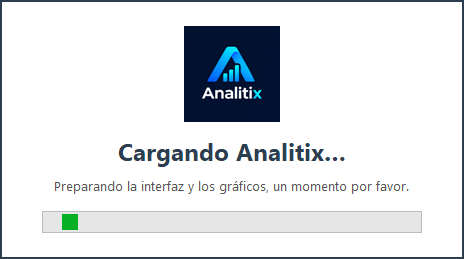 Analitix
Cargando Analitix...
Preparando la interfaz y los gráficos, un momento por favor.